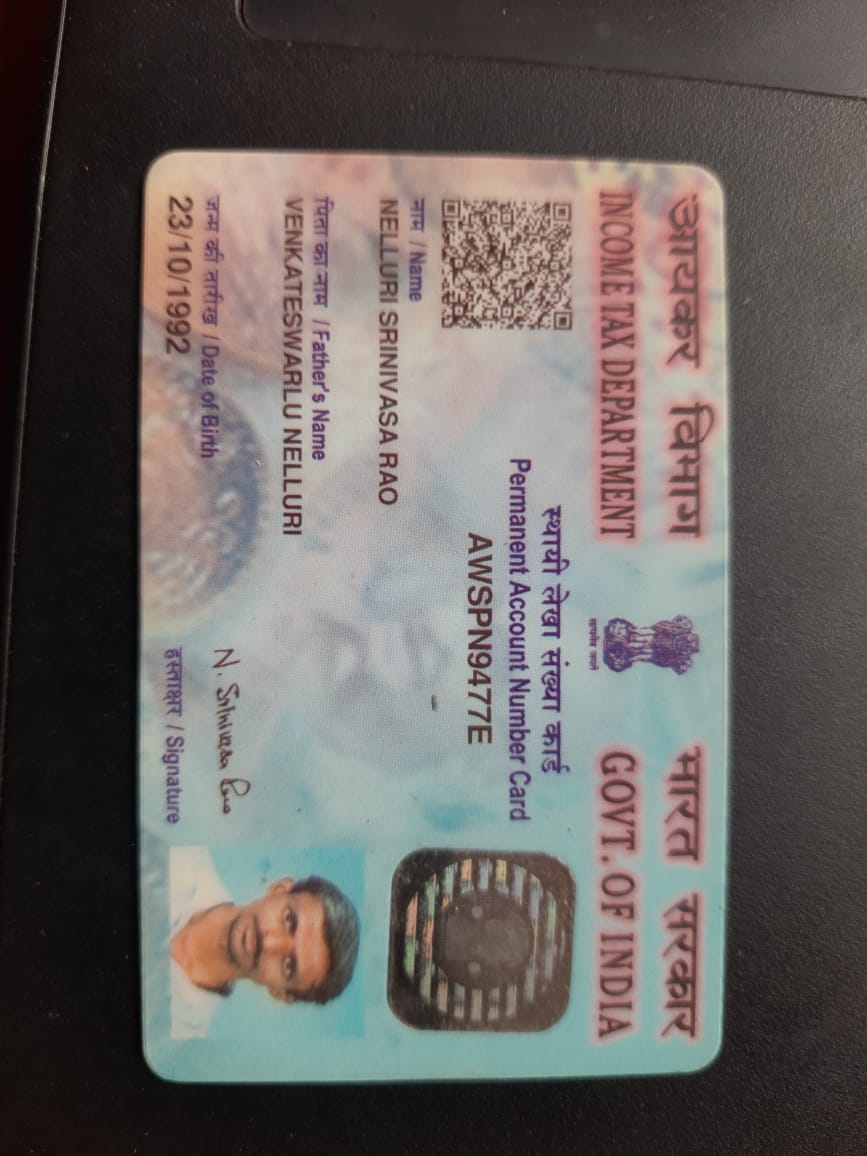 आयकर विभाग
INCOME TAX DEPARTMENT
सत्यमेव जयते
भारत सरकार
GOVT. OF INDIA
स्थायी लेखा संख्या कार्ड
Permanent Account Number Card
AWSPN9477E
नाम / Name
NELLURI SRINIVASA RAO
पिता का नाम / Father's Name
VENKATESWARLU NELLURI
जन्म की तारीख / Date of Birth
23/10/1992
N. Srinivasa Rao
हस्ताक्षर / Signature